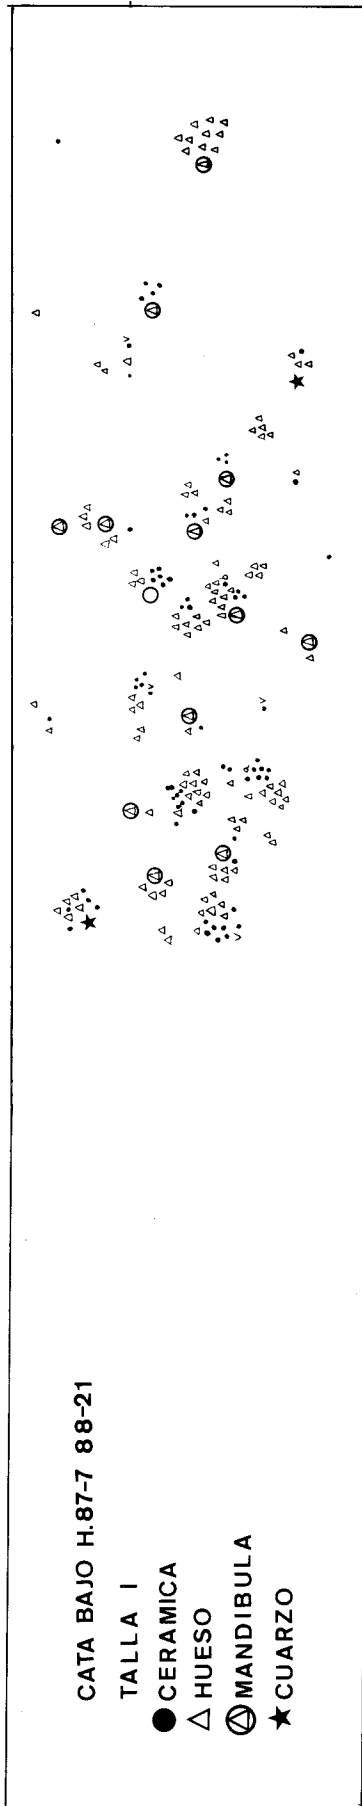 CATA BAJO H.87-7 88-21
TALLA I
CERAMICA
HUESO
MANDIBULA
CUARZO